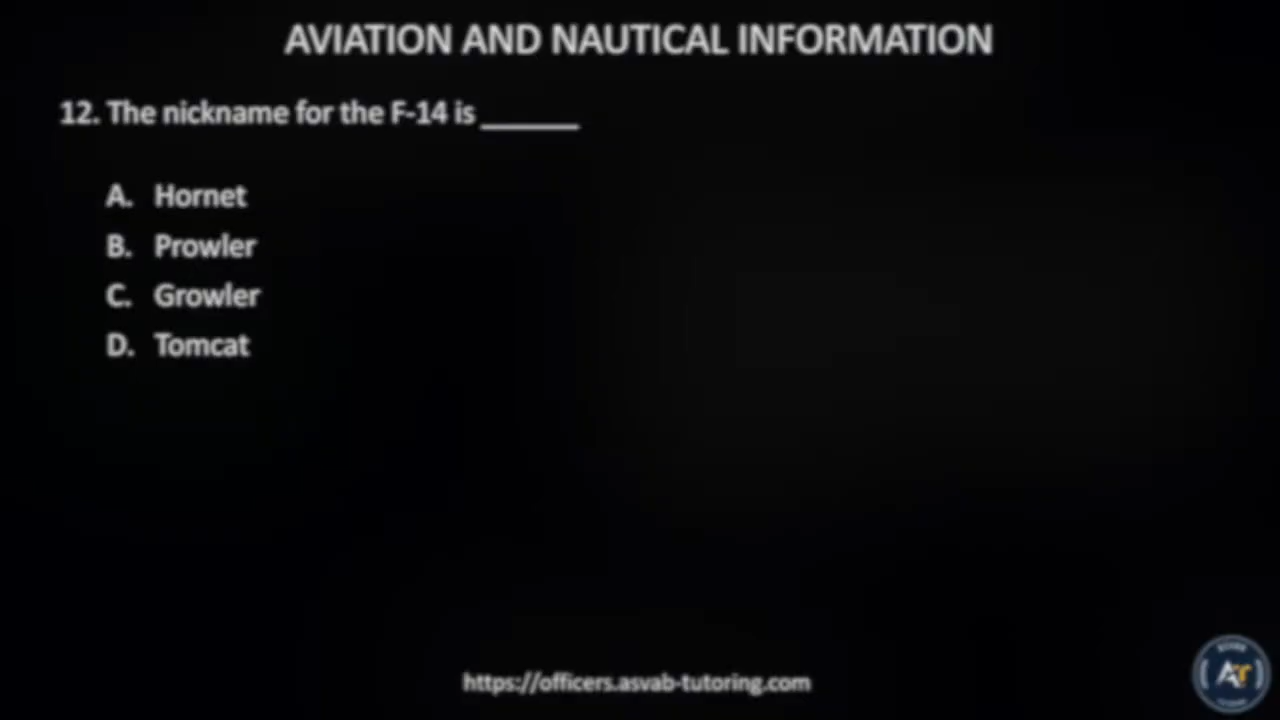 AVIATION AND NAUTICAL INFORMATION
12. The nickname for the F-14 is ______
A. Hornet
B. Prowler
C. Growler
D. Tomcat
https://officers.asvab-tutoring.com
AT